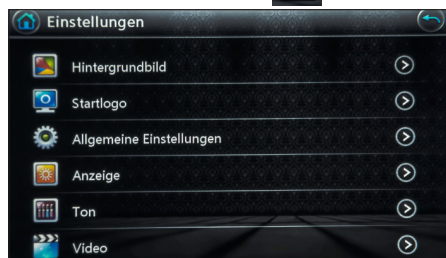 Einstellungen
Hintergrundbild
Startlogo
Allgemeine Einstellungen
Anzeige
Ton
Video